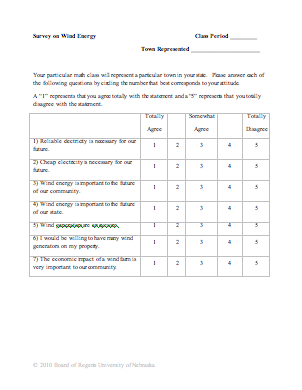 Survey on Wind Energy Class Period ________
Town Represented ____________________
Your particular math class will represent a particular town in your state. Please answer each of
the following questions by circling the number that best corresponds to your attitude.
A "1" represents that you agree totally with the statement and a "5" represents that you totally
disagree with the statement.
Totally Somewhat Totally
Agree Agree Disagree
1) Reliable electricity is necessary for our
future. 1 2 3 4 5
2) Cheap electricity is necessary for our
future. 1 2 3 4 5
3) Wind energy is important to the future
of our community. 1 2 3 4 5
4) Wind energy is important to the future
of our state. 1 2 3 4 5
5) Wind 1 2 3 4 5
6) I would be willing to have many wind
generators on my property. 1 2 3 4 5
7) The economic impact of a wind farm is
very important to our community. 1 2 3 4 5
© 2010 Board of Regents University of Nebraska